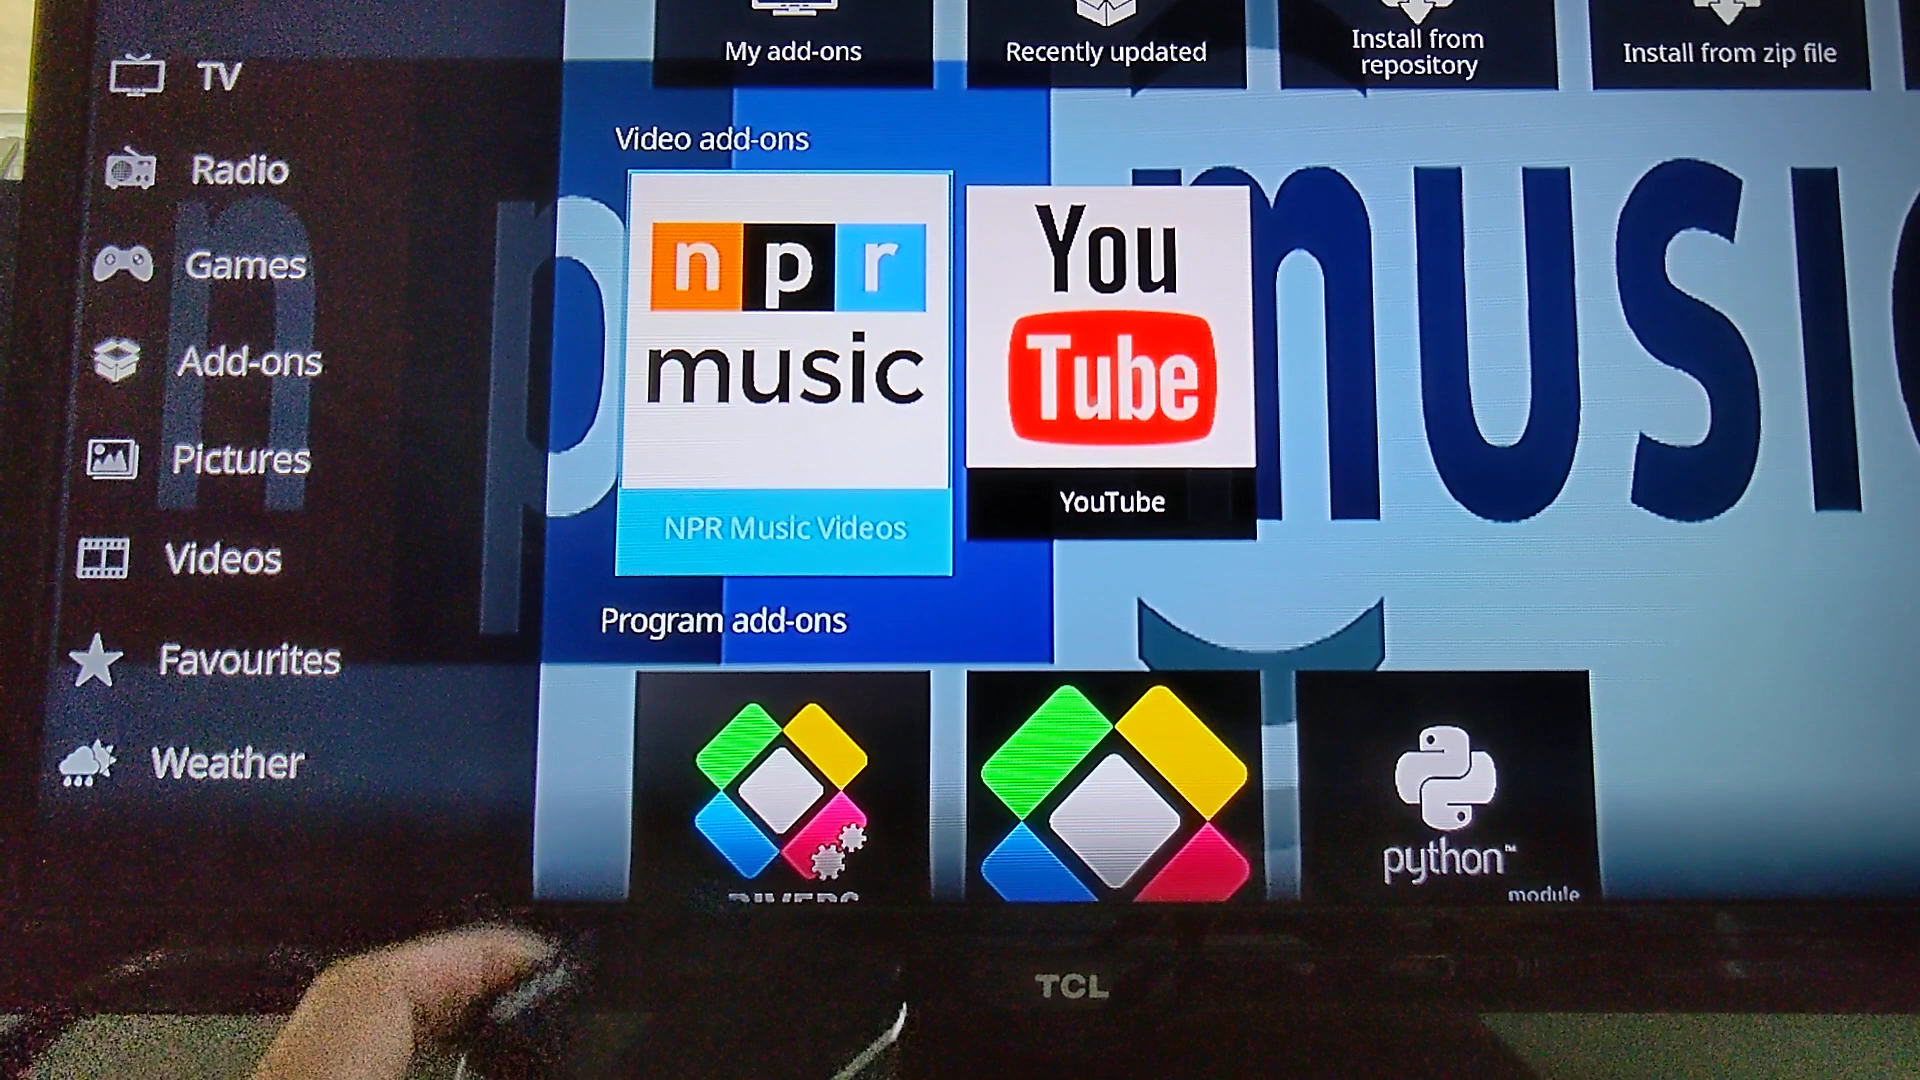 My add-ons
Recently updated
Install from
repository
Install from zip file
TV
Radio
Games
Add-ons
Pictures
Videos
Favourites
Weather
Video add-ons
npr
music
NPR Music Videos
You
Tube
YouTube
n p
music
Program add-ons
python™
module
TCL